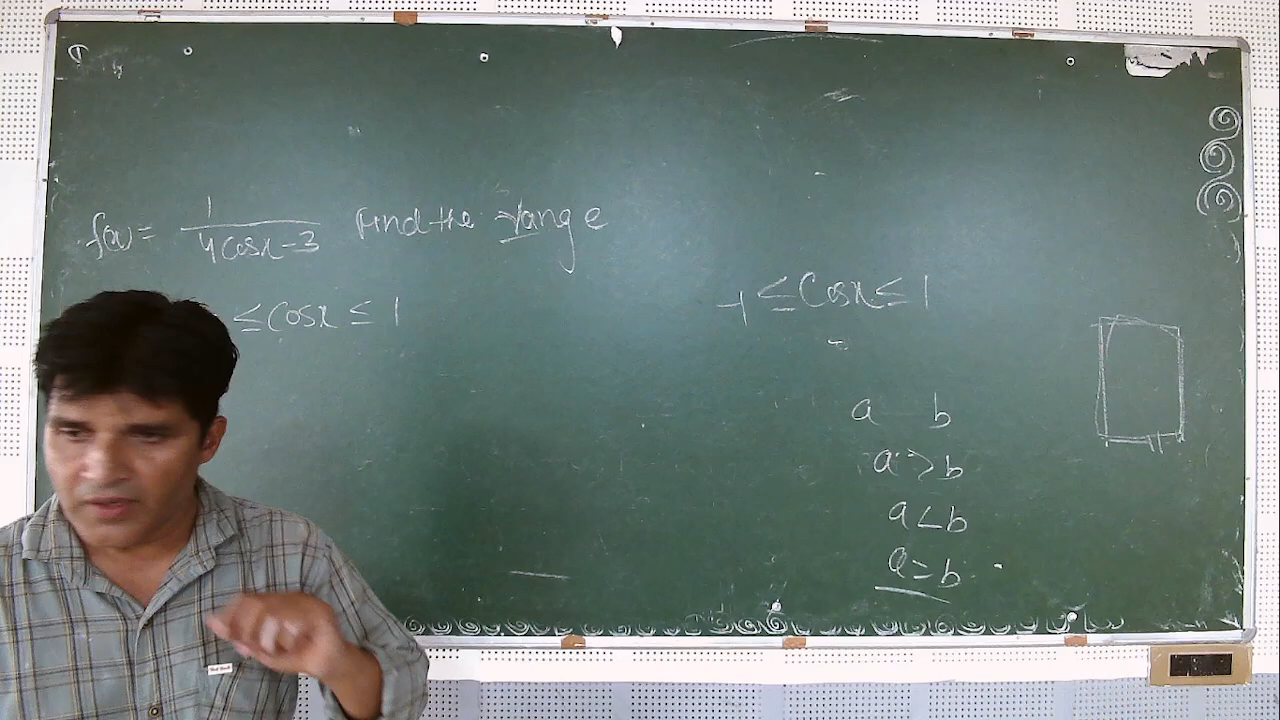 f(x) = 1/(4cosx-3) Find the range
≤ Cosx ≤ 1
-1 ≤ Cosx ≤ 1
a b
a > b
a < b
a = b